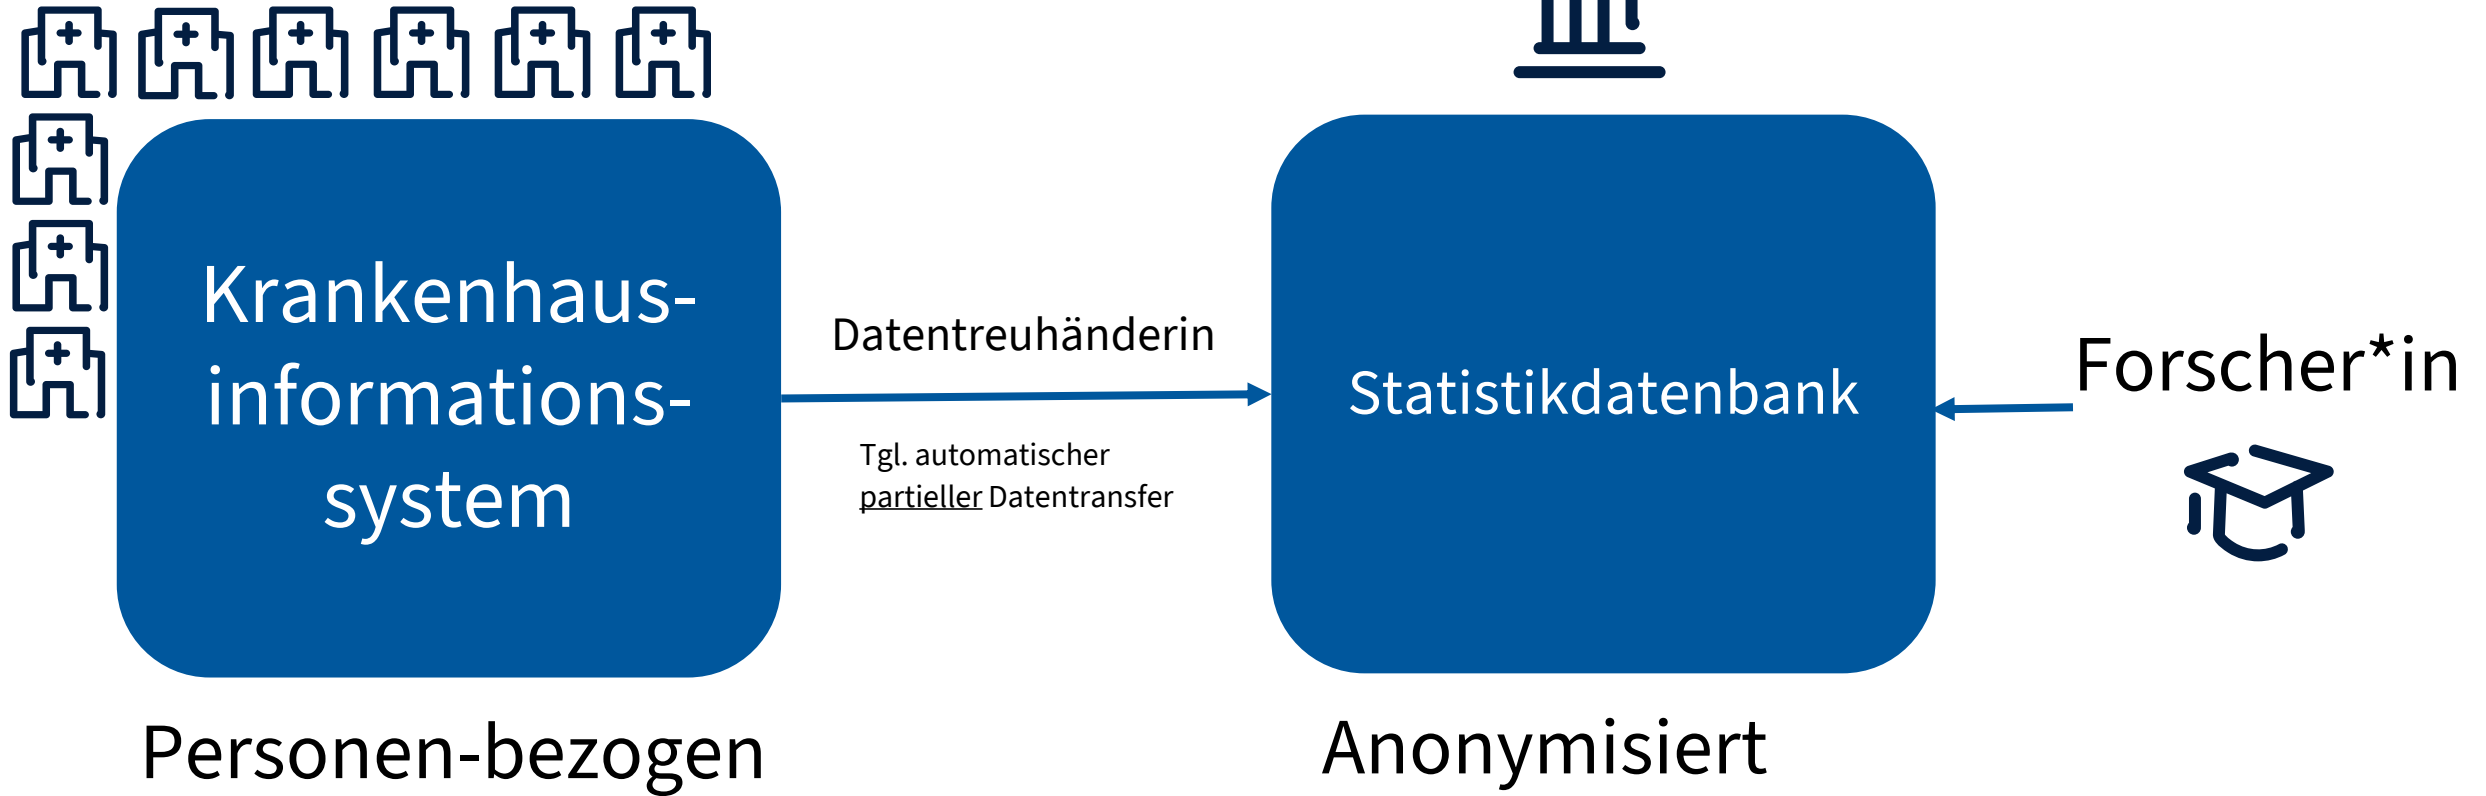 Krankenhaus-
informations-
system
Personen-bezogen
Datentreuhänderin
Tgl. automatischer
partieller Datentransfer
Statistikdatenbank
Anonymisiert
Forscher*in